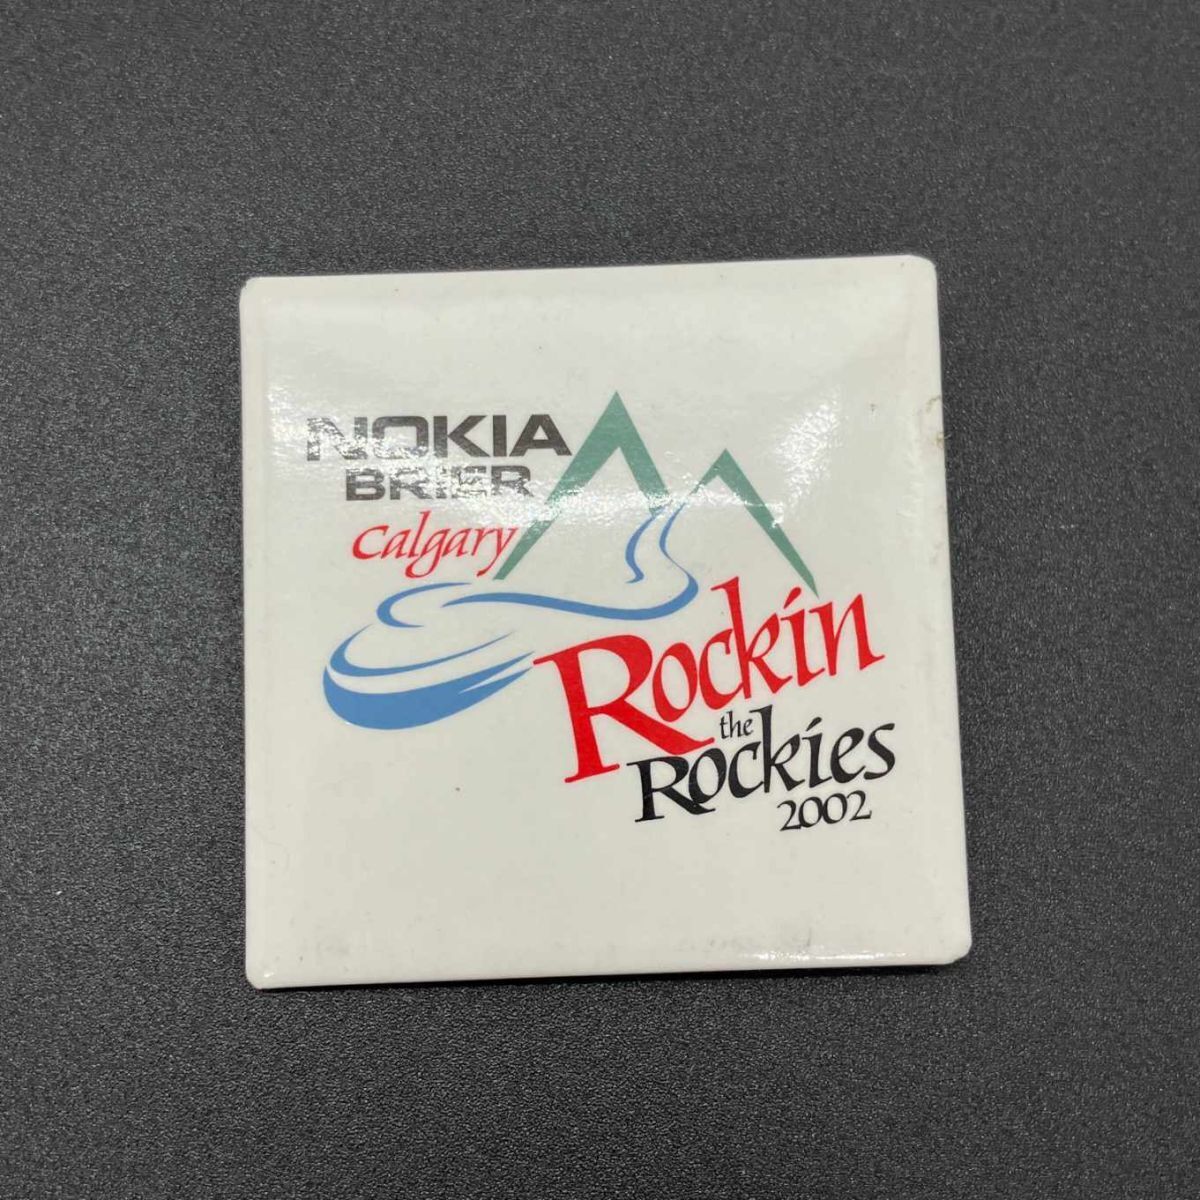 NOKIA
BRIER
Calgary
Rockin
the
Rockies
2002